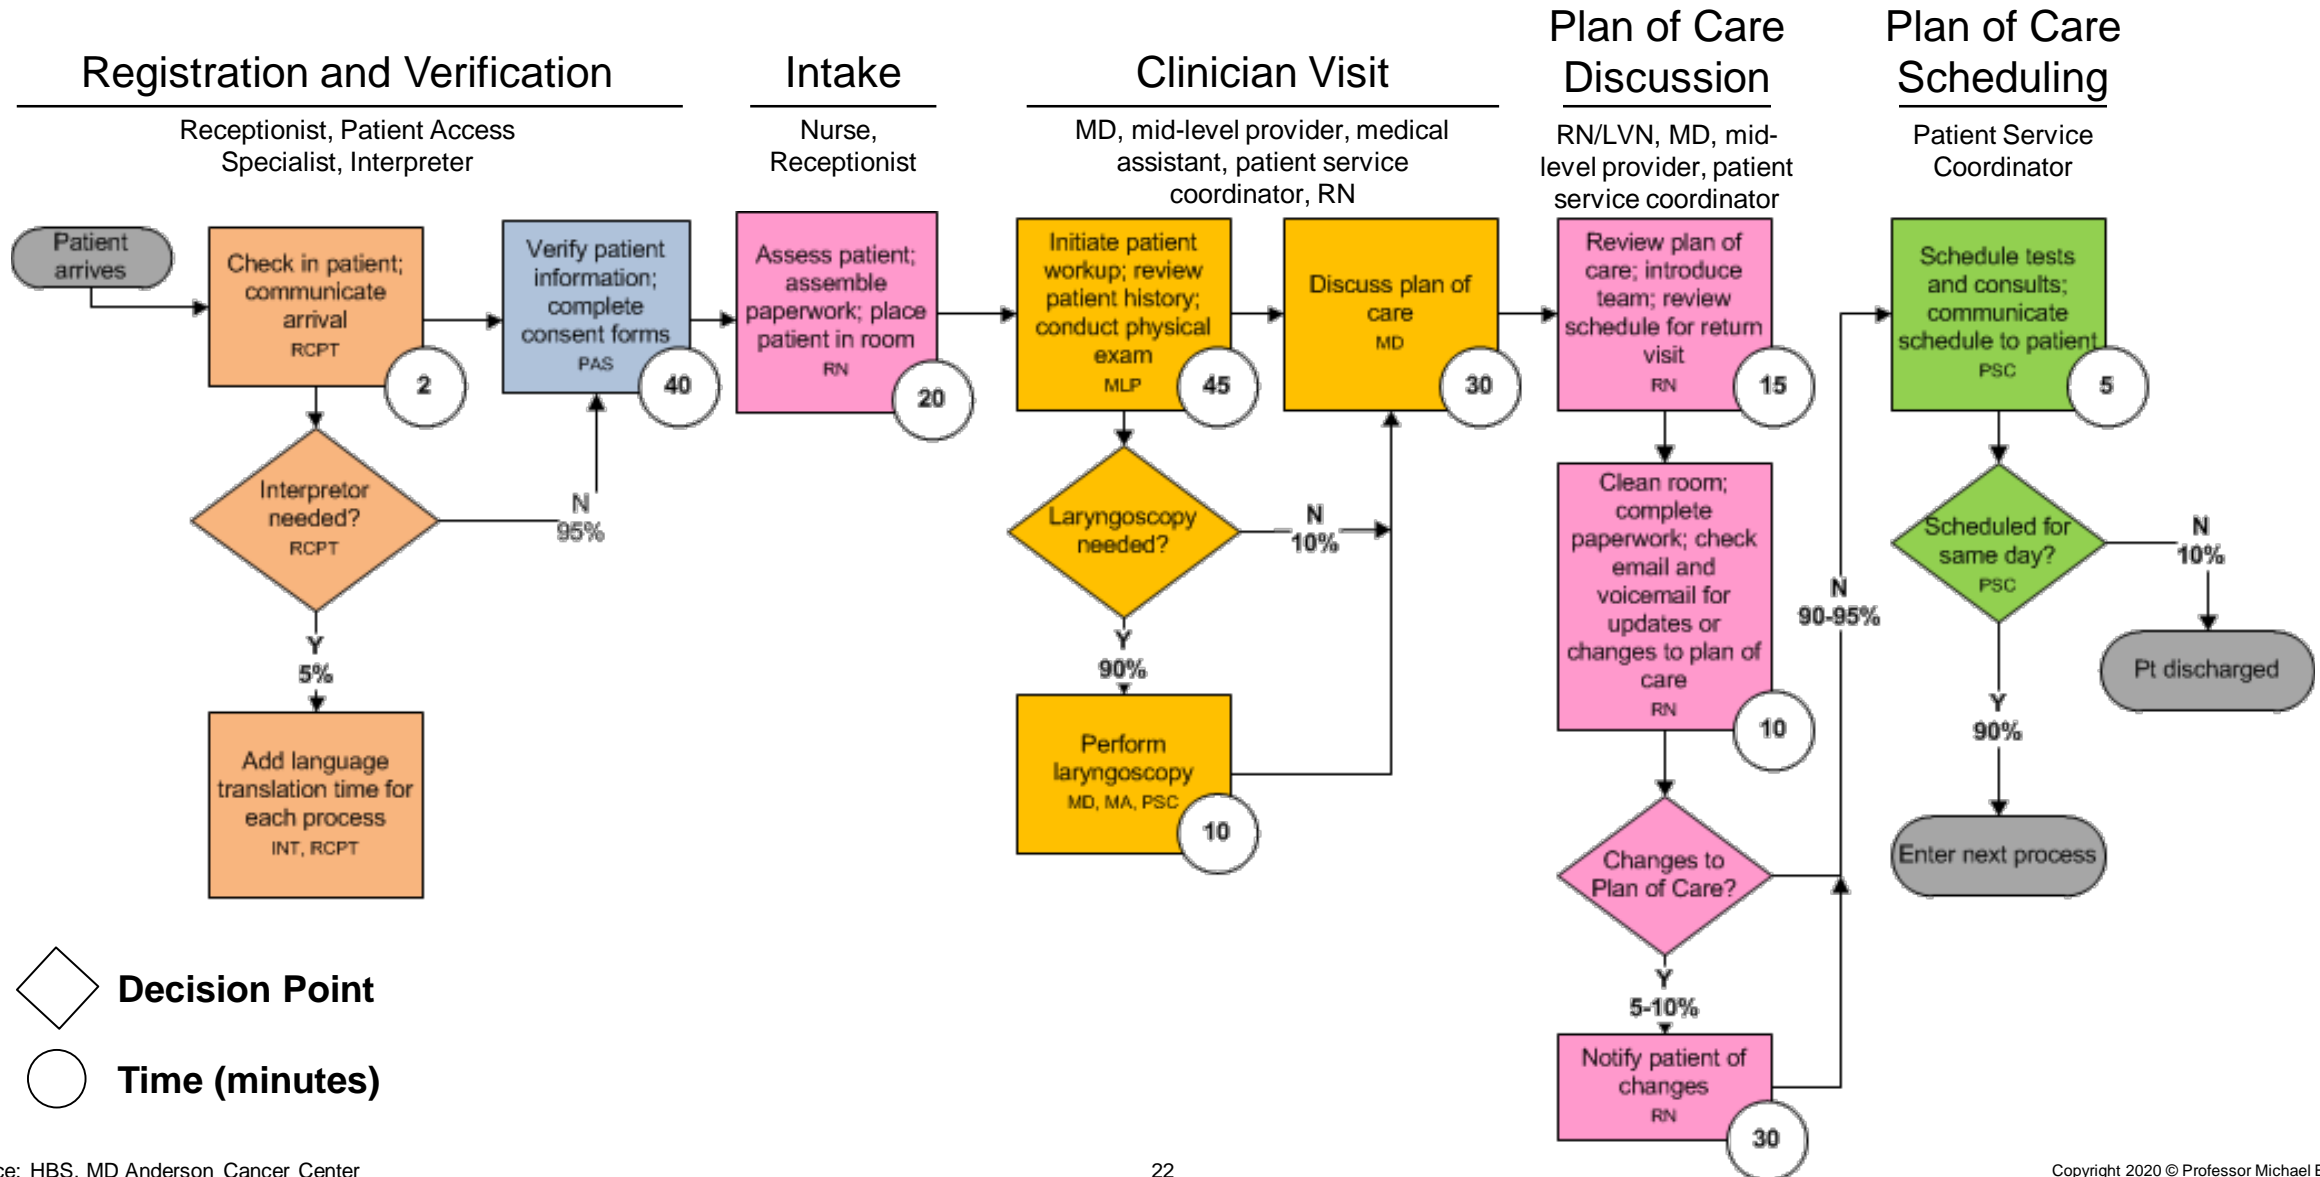 Registration and Verification
Receptionist, Patient Access
Specialist, Interpreter
Intake
Nurse,
Receptionist
Clinician Visit
MD, mid-level provider, medical
assistant, patient service
coordinator, RN
Plan of Care
Discussion
RN/LVN, MD, mid-
level provider, patient
service coordinator
Plan of Care
Scheduling
Patient Service
Coordinator
Patient
arrives
Check in patient;
communicate
arrival
RCPT
2
Interpretor
needed?
RCPT
N
95%
Y
5%
Add language
translation time for
each process
INT, RCPT
Verify patient
information;
complete
consent forms
PAS
40
Assess patient;
assemble
paperwork; place
patient in room
RN
20
Initiate patient
workup; review
patient history;
conduct physical
exam
MLP
45
Laryngoscopy
needed?
N
10%
Y
90%
Perform
laryngoscopy
MD, MA, PSC
10
Discuss plan of
care
MD
30
Review plan of
care; introduce
team; review
schedule for return
visit
RN
15
Clean room;
complete
paperwork; check
email and
voicemail for
updates or
changes to plan of
care
RN
10
Changes to
Plan of Care?
N
90-95%
Y
5-10%
Notify patient of
changes
RN
30
Schedule tests
and consults;
communicate
schedule to patient
PSC
5
Scheduled for
same day?
PSC
N
10%
Pt discharged
Y
90%
Enter next process
Decision Point
Time (minutes)
HBS, MD Anderson Cancer Center
22
Copyright 2020 © Professor Michael